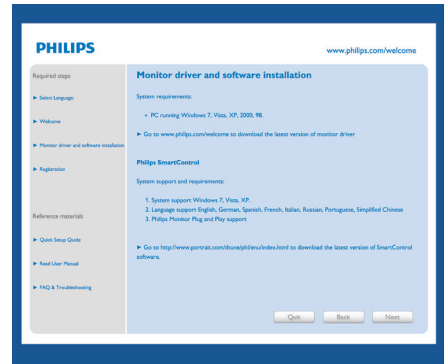 PHILIPS
www.philips.com/welcome
Required steps
Select Language
Welcome
Monitor driver and software installation
Registration
Reference materials
Quick Setup Guide
Read User Manual
FAQ & Troubleshooting
Monitor driver and software installation
System requirements:
• PC running Windows 7, Vista, XP, 2000, 98.
Go to www.philips.com/welcome to download the latest version of monitor driver
Philips SmartControl
System support and requirements:
1. System support Windows 7, Vista, XP.
2. Language support English, German, Spanish, French, Italian, Russian, Portuguese, Simplified Chinese
3. Philips Monitor Plug and Play support
Go to http://www.portrait.com/dtune/phl/enu/index.html to download the latest version of SmartControl
software.
Quit
Back
Next